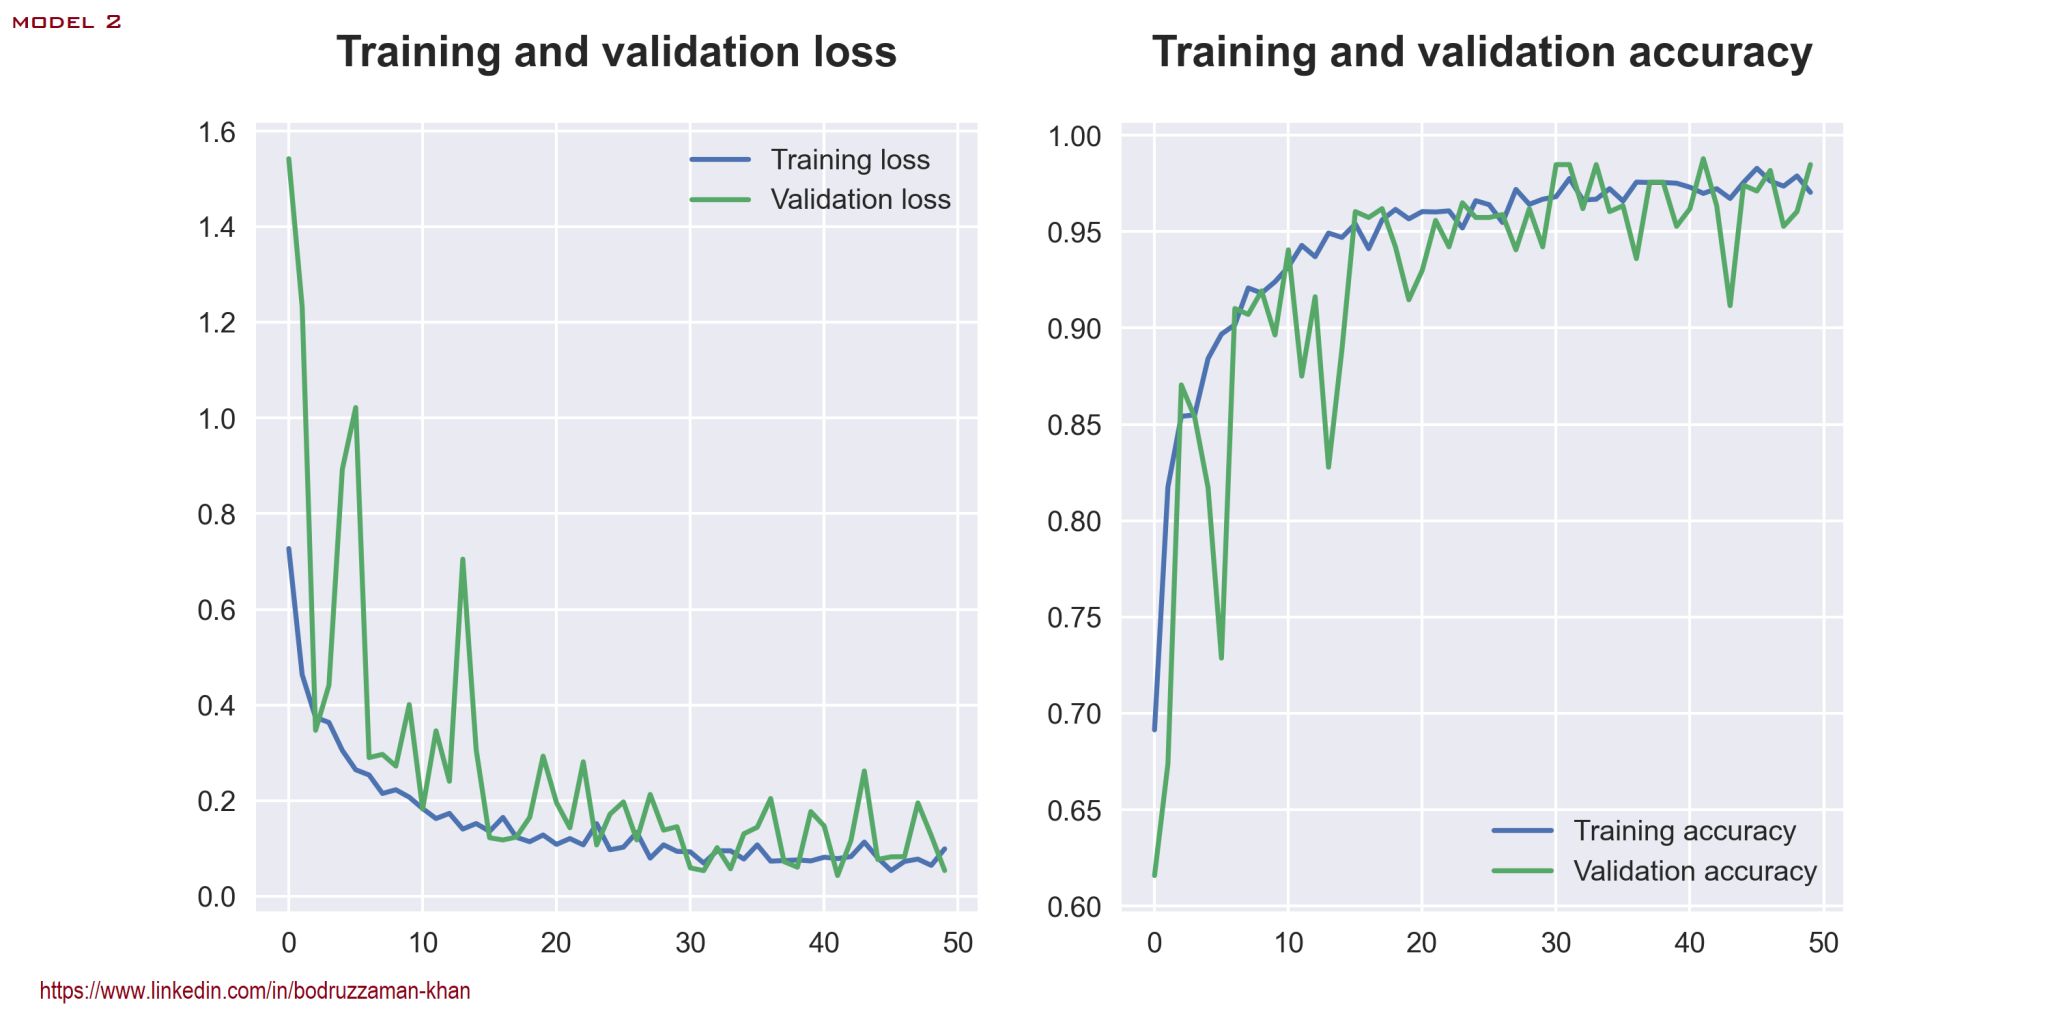 MODEL 2
Training and validation loss
1.6
1.4
1.2
1.0
0.8
0.6
0.4
0.2
0.0
0 10 20 30 40 50
Training loss
Validation loss
Training and validation accuracy
1.00
0.95
0.90
0.85
0.80
0.75
0.70
0.65
0.60
0 10 20 30 40 50
Training accuracy
Validation accuracy
https://www.linkedin.com/in/bodruzzaman-khan